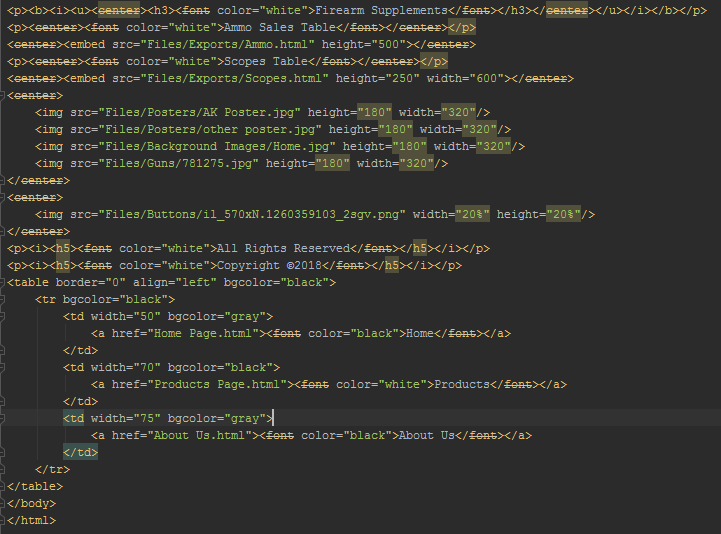 <p><b><i><u><center><h3><font color="white">Firearm Supplements</font></h3></center></u></i></b></p>
<p><center><font color="white">Ammo Sales Table</font></center></p>
<center><embed src="Files/Exports/Ammo.html" height="500"></center>
<p><center><font color="white">Scopes Table</font></center></p>
<center><embed src="Files/Exports/Scopes.html" height="250" width="600"></center>
<center>
<img src="Files/Posters/AK Poster.jpg" height="180" width="320"/>
<img src="Files/Posters/other poster.jpg" height="180" width="320"/>
<img src="Files/Background Images/Home.jpg" height="180" width="320"/>
<img src="Files/Guns/781275.jpg" height="180" width="320"/>
</center>
<center>
<img src="Files/Buttons/il_570xN.1260359103_2sgv.png" width="20%" height="20%"/>
</center>
<p><i><h5><font color="white">All Rights Reserved</font></h5></i></p>
<p><i><h5><font color="white">Copyright ©2018</font></h5></i></p>
<table border="0" align="left" bgcolor="black">
<tr bgcolor="black">
<td width="50" bgcolor="gray">
<a href="Home Page.html"><font color="black">Home</font></a>
</td>
<td width="70" bgcolor="black">
<a href="Products Page.html"><font color="white">Products</font></a>
</td>
<td width="75" bgcolor="gray">
<a href="About Us.html"><font color="black">About Us</font></a>
</td>
</tr>
</table>
</body>
</html>